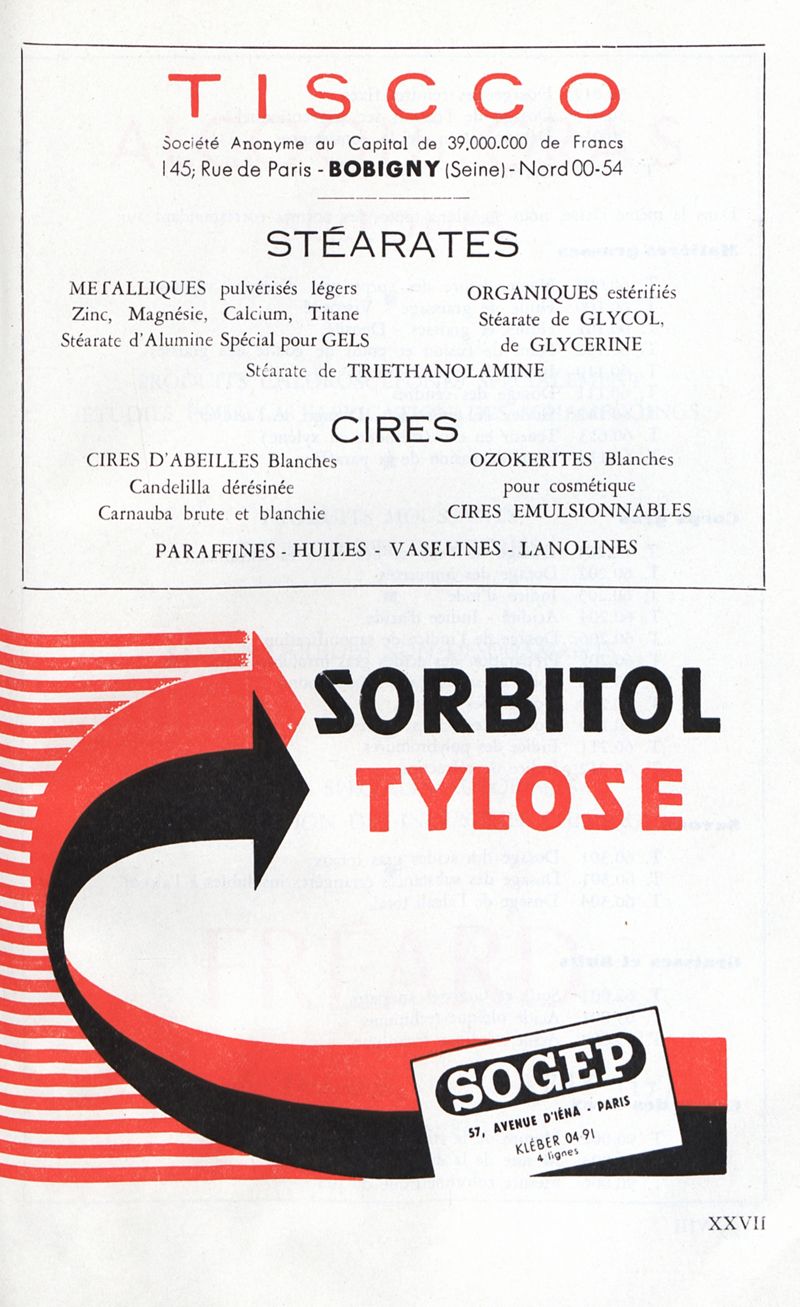 TISCCO
Société Anonyme au Capital de 39.000.000 de Francs
145; Rue de Paris - BOBIGNY (Seine) - Nord 00-54
STÉARATES
METALLIQUES pulvérisés légers
Zinc, Magnésie, Calcium, Titane
Stéarate d'Alumine Spécial pour GELS
ORGANIQUES estérifiés
Stéarate de GLYCOL,
de GLYCERINE
Stéarate de TRIETHANOLAMINE
CIRES
CIRES D'ABEILLES Blanches
Candelilla dérésinée
Carnauba brute et blanchie
OZOKERITES Blanches
pour cosmétique
CIRES EMULSIONNABLES
PARAFFINES - HUILES - VASELINES - LANOLINES
SORBITOL
TYLOSE
SOGEP
57, AVENUE D'IÉNA - PARIS
KLÉBER 04 91
4 lignes
XXVII